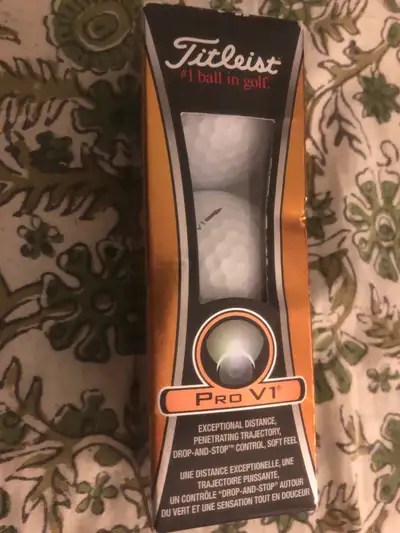 Titleist
#1 ball in golf.
PRO V1®
EXCEPTIONAL DISTANCE,
PENETRATING TRAJECTORY,
DROP-AND-STOP™ CONTROL, SOFT FEEL
UNE DISTANCE EXCEPTIONELLE, UNE
TRAJECTOIRE PUISSANTE,
UN CONTRÔLE "DROP-AND-STOP" AUTOUR
DU VERT ET UNE SENSATION TOUT EN DOUCEUR